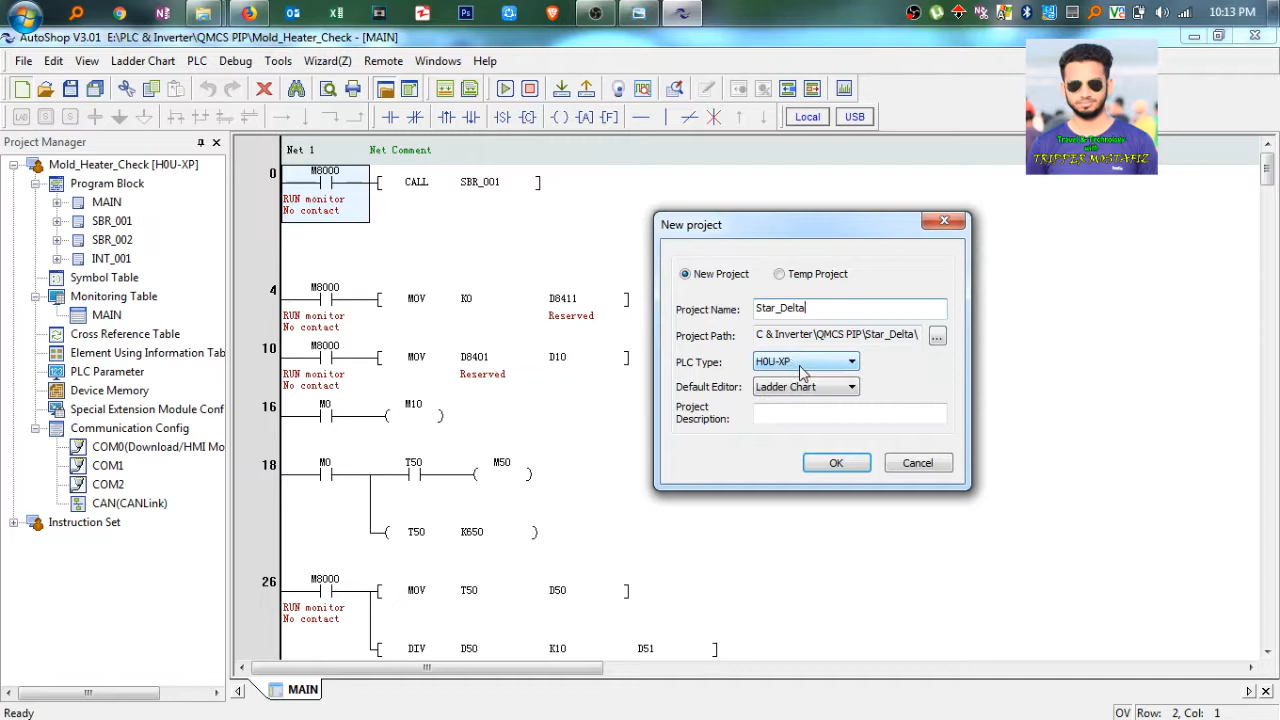 10:13 PM
AutoShop V3.01 E:\PLC & Inverter\QMCS PIP\Mold_Heater_Check - [MAIN]
File Edit View Ladder Chart PLC Debug Tools Wizard(Z) Remote Windows Help
Local USB
Project Manager
Mold_Heater_Check [H0U-XP]
Program Block
MAIN
SBR_001
SBR_002
INT_001
Symbol Table
Monitoring Table
MAIN
Cross Reference Table
Element Using Information Tab
PLC Parameter
Device Memory
Special Extension Module Conf
Communication Config
COM0(Download/HMI Mo
COM1
COM2
CAN(CANLink)
Instruction Set
Net 1 Net Comment
0 M8000 CALL SBR_001
RUN monitor
No contact
4 M8000 MOV K0 D8411
RUN monitor Reserved
No contact
10 M8000 MOV D8401 D10
RUN monitor Reserved
No contact
16 M0 M10
18 M0 T50 M50
T50 K650
26 M8000 MOV T50 D50
RUN monitor
No contact
DIV D50 K10 D51
New project
New Project Temp Project
Project Name: Star_Delta
Project Path: C & Inverter\QMCS PIP\Star_Delta\ ...
PLC Type: H0U-XP
Default Editor: Ladder Chart
Project
Description:
OK Cancel
Travel & Technology
with
TRIPPER MOSTAFIZ
MAIN
Ready OV Row: 2, Col: 1